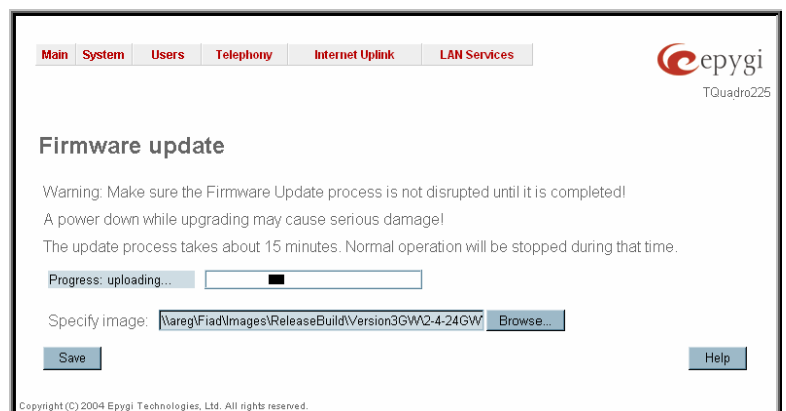 Main System Users Telephony Internet Uplink LAN Services
epygi
TQuadro225
Firmware update
Warning: Make sure the Firmware Update process is not disrupted until it is completed!
A power down while upgrading may cause serious damage!
The update process takes about 15 minutes. Normal operation will be stopped during that time.
Progress: uploading...
Specify image: \\areg\Fiad\Images\ReleaseBuild\Version3GW\2-4-24GW Browse...
Save Help
Copyright (C) 2004 Epygi Technologies, Ltd. All rights reserved.